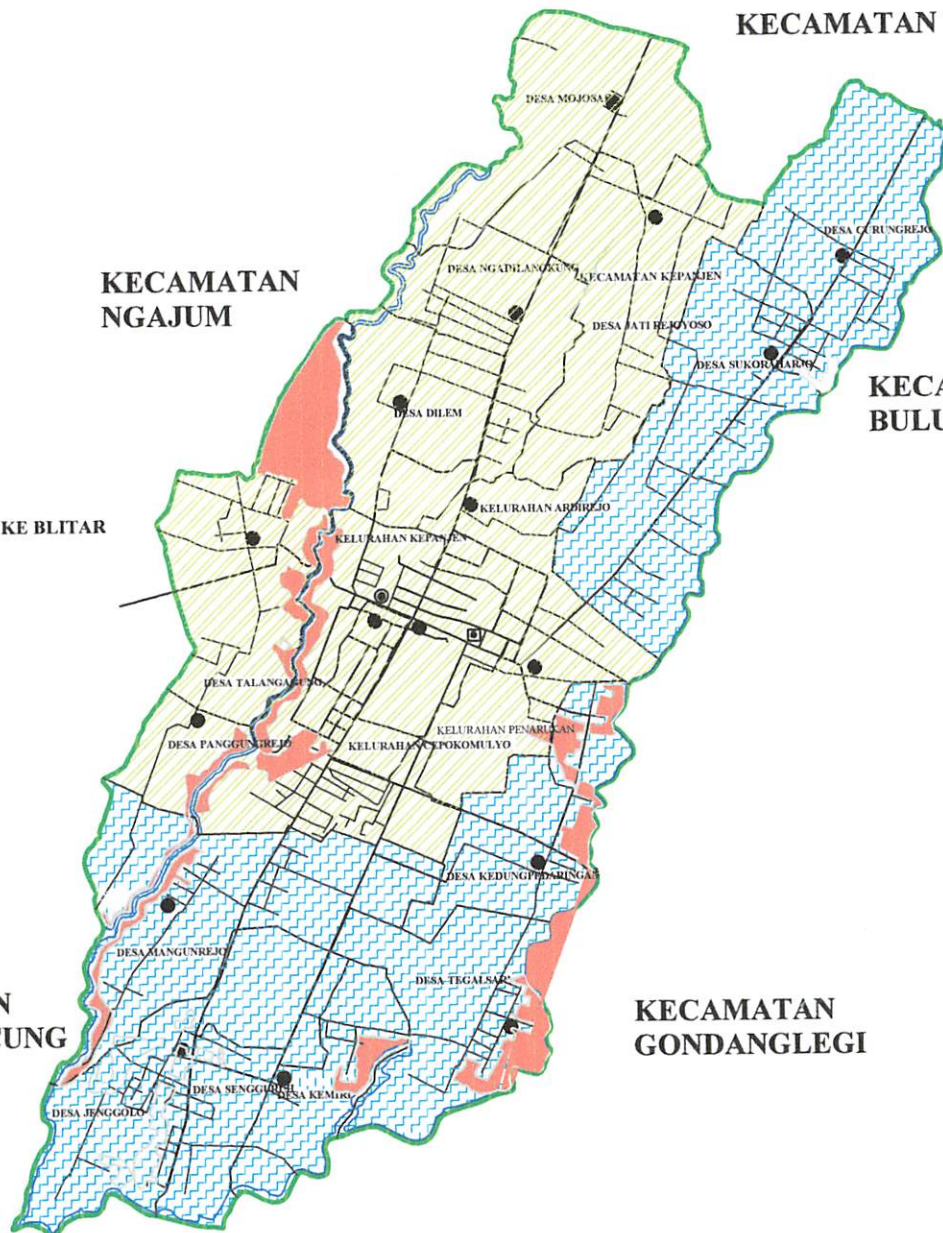 KECAMATAN
DESA MOJOSA
DESA CURUNGREJO
DESA NGADILANGKUNG
KECAMATAN KEPANJEN
KECAMATAN
NGAJUM
DESA JATI REJOYOSO
DESA SUKORAHARJO
KECA
BULU
DESA DILEM
KELURAHAN ARDIREJO
KE BLITAR
KELURAHAN KEPANJEN
DESA TALANGAGUNG
KELURAHAN PENARUKAN
DESA PANGGUNGREJO
KELURAHAN CEPOKOMULYO
DESA KEDUNGPEDARINGAN
DESA MANGUNREJO
DESA TEGALSARI
N
CUNG
KECAMATAN
GONDANGLEGI
DESA SENGGURUH
DESA KEMIRI
DESA JENGGOLO